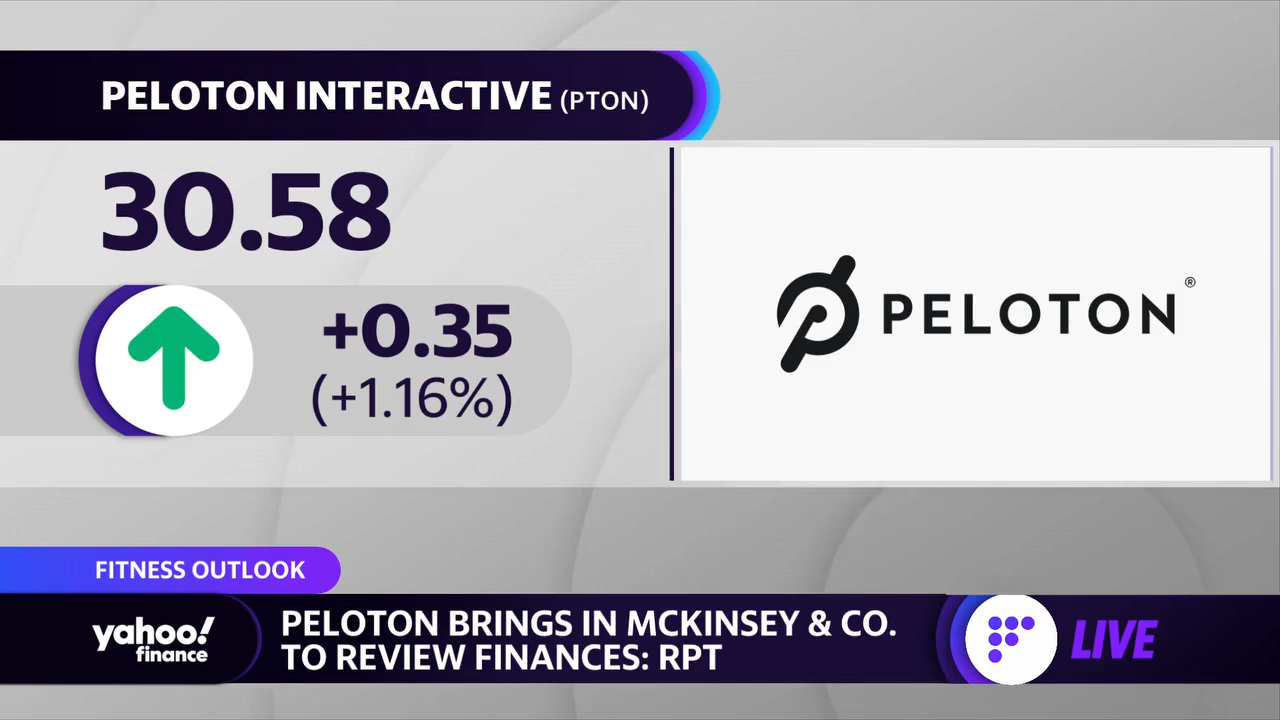 PELOTON INTERACTIVE (PTON)
30.58
+0.35
(+1.16%)
PELOTON®
FITNESS OUTLOOK
yahoo!
finance
PELOTON BRINGS IN MCKINSEY & CO.
TO REVIEW FINANCES: RPT
LIVE